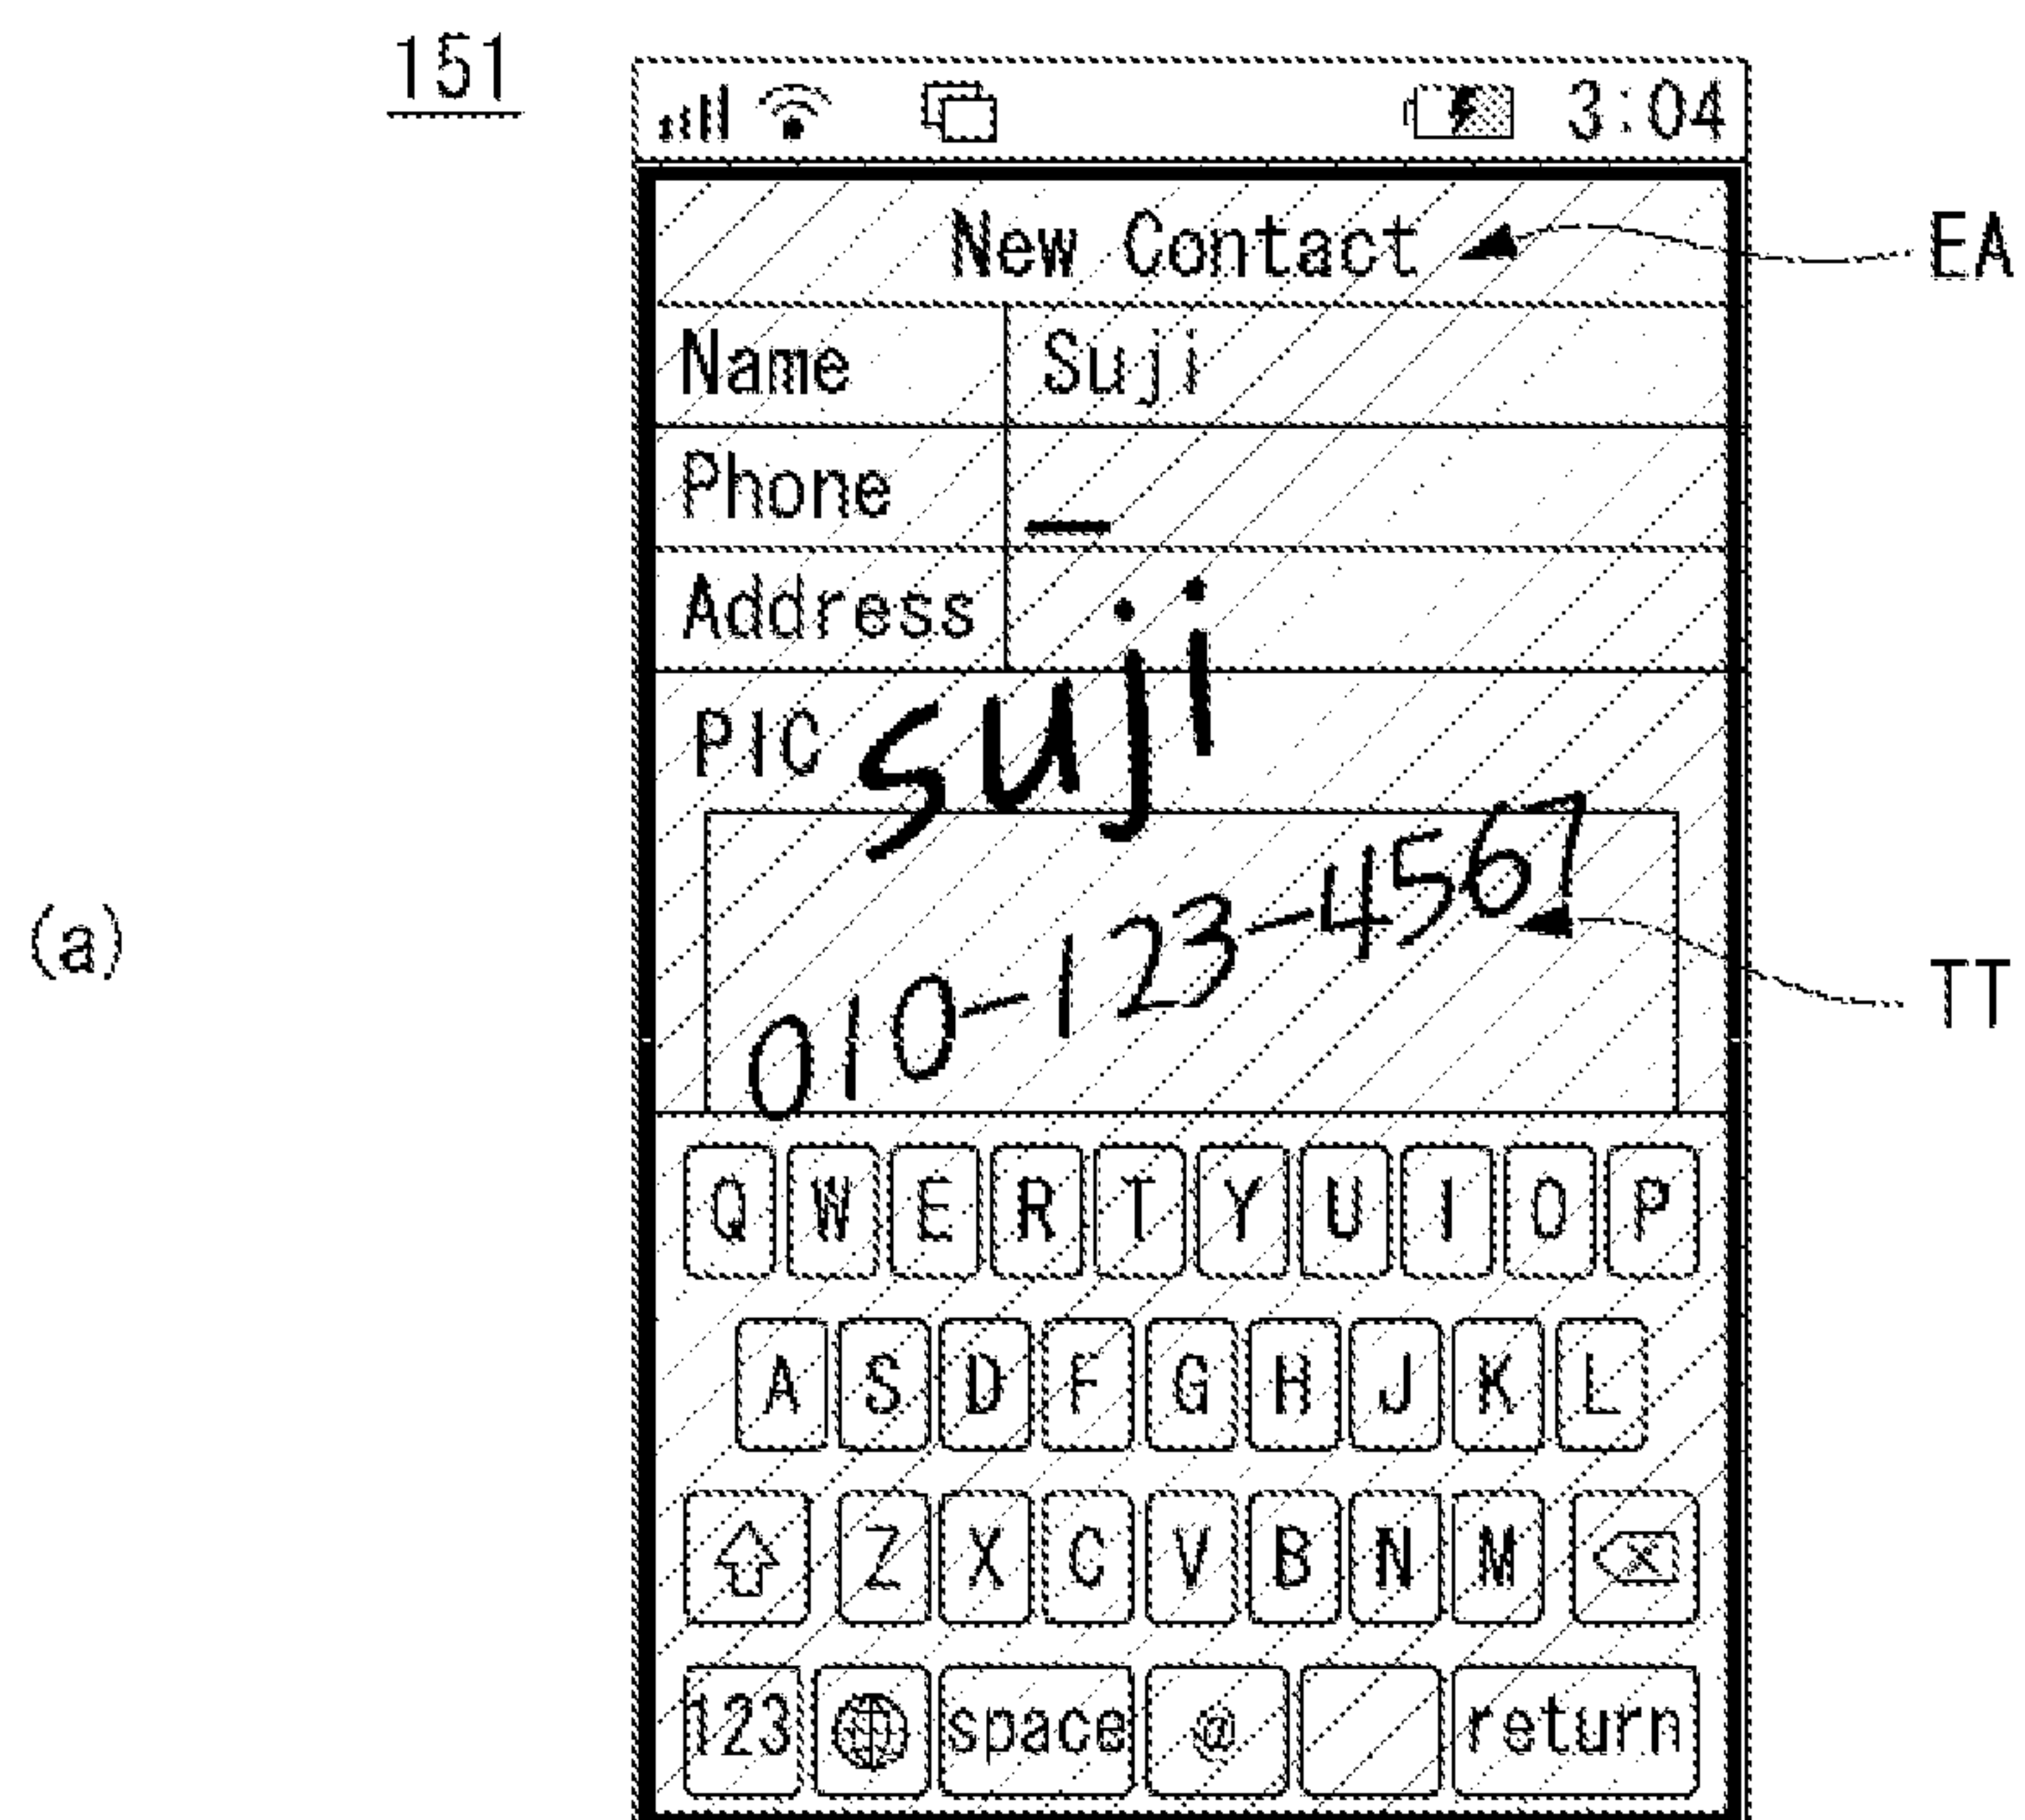 151
3:04
New Contact
EA
Name Suji
Phone _
Address
PIC suji
010-123-4567
TT
(a)
Q W E R T Y U I O P
A S D F G H J K L
Z X C V B N M
123 space @ return